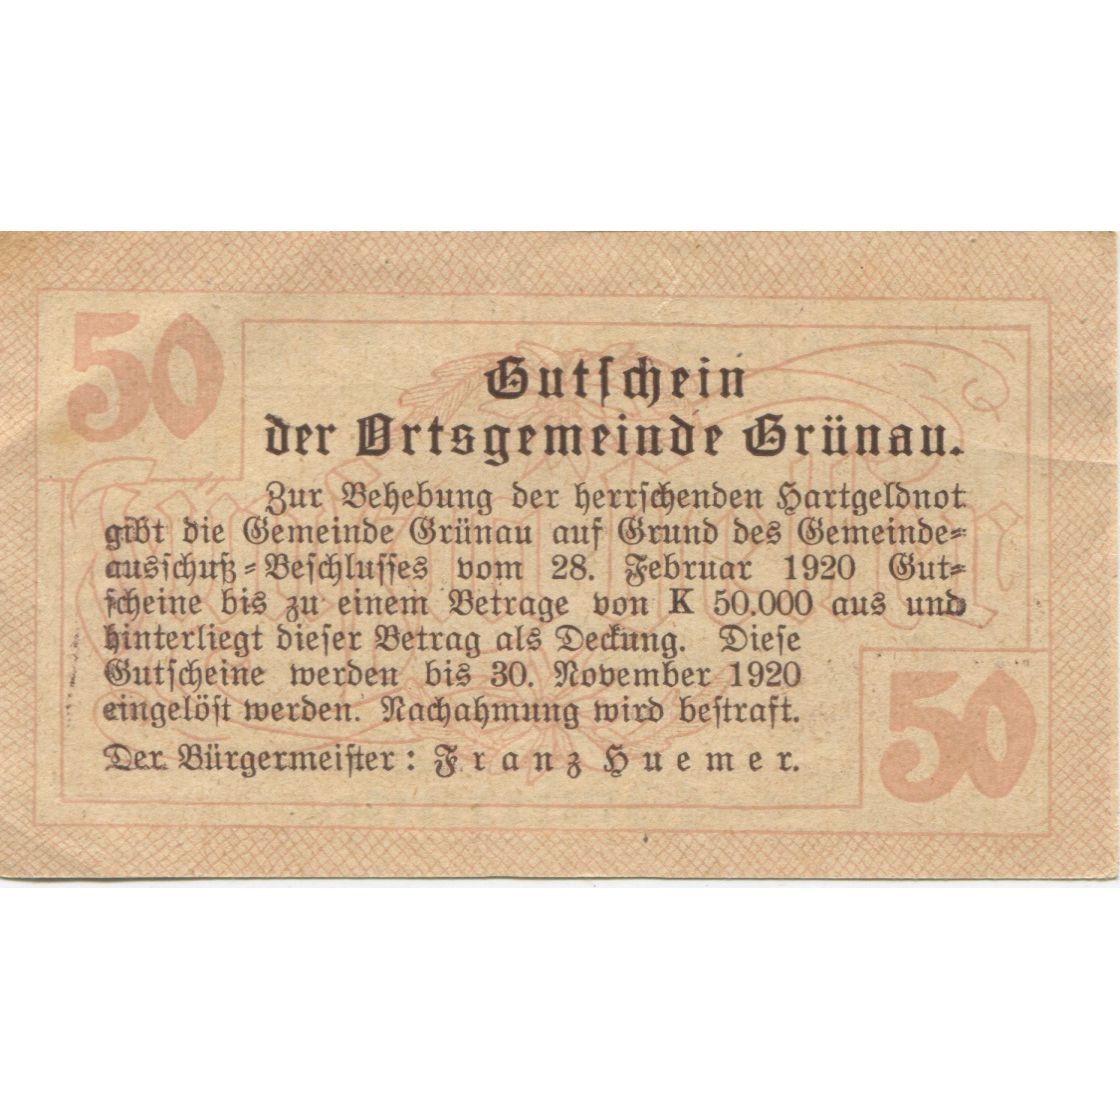 50
Gutschein
der Ortsgemeinde Grünau.
Zur Behebung der herrschenden Hartgeldnot
gibt die Gemeinde Grünau auf Grund des Gemeinde-
ausschuß-Beschlusses vom 28. Februar 1920 Gut-
scheine bis zu einem Betrage von K 50.000 aus und
hinterliegt dieser Betrag als Deckung. Diese
Gutscheine werden bis 30. November 1920
eingelöst werden. Nachahmung wird bestraft.
Der Bürgermeister: Franz Huemer.
50